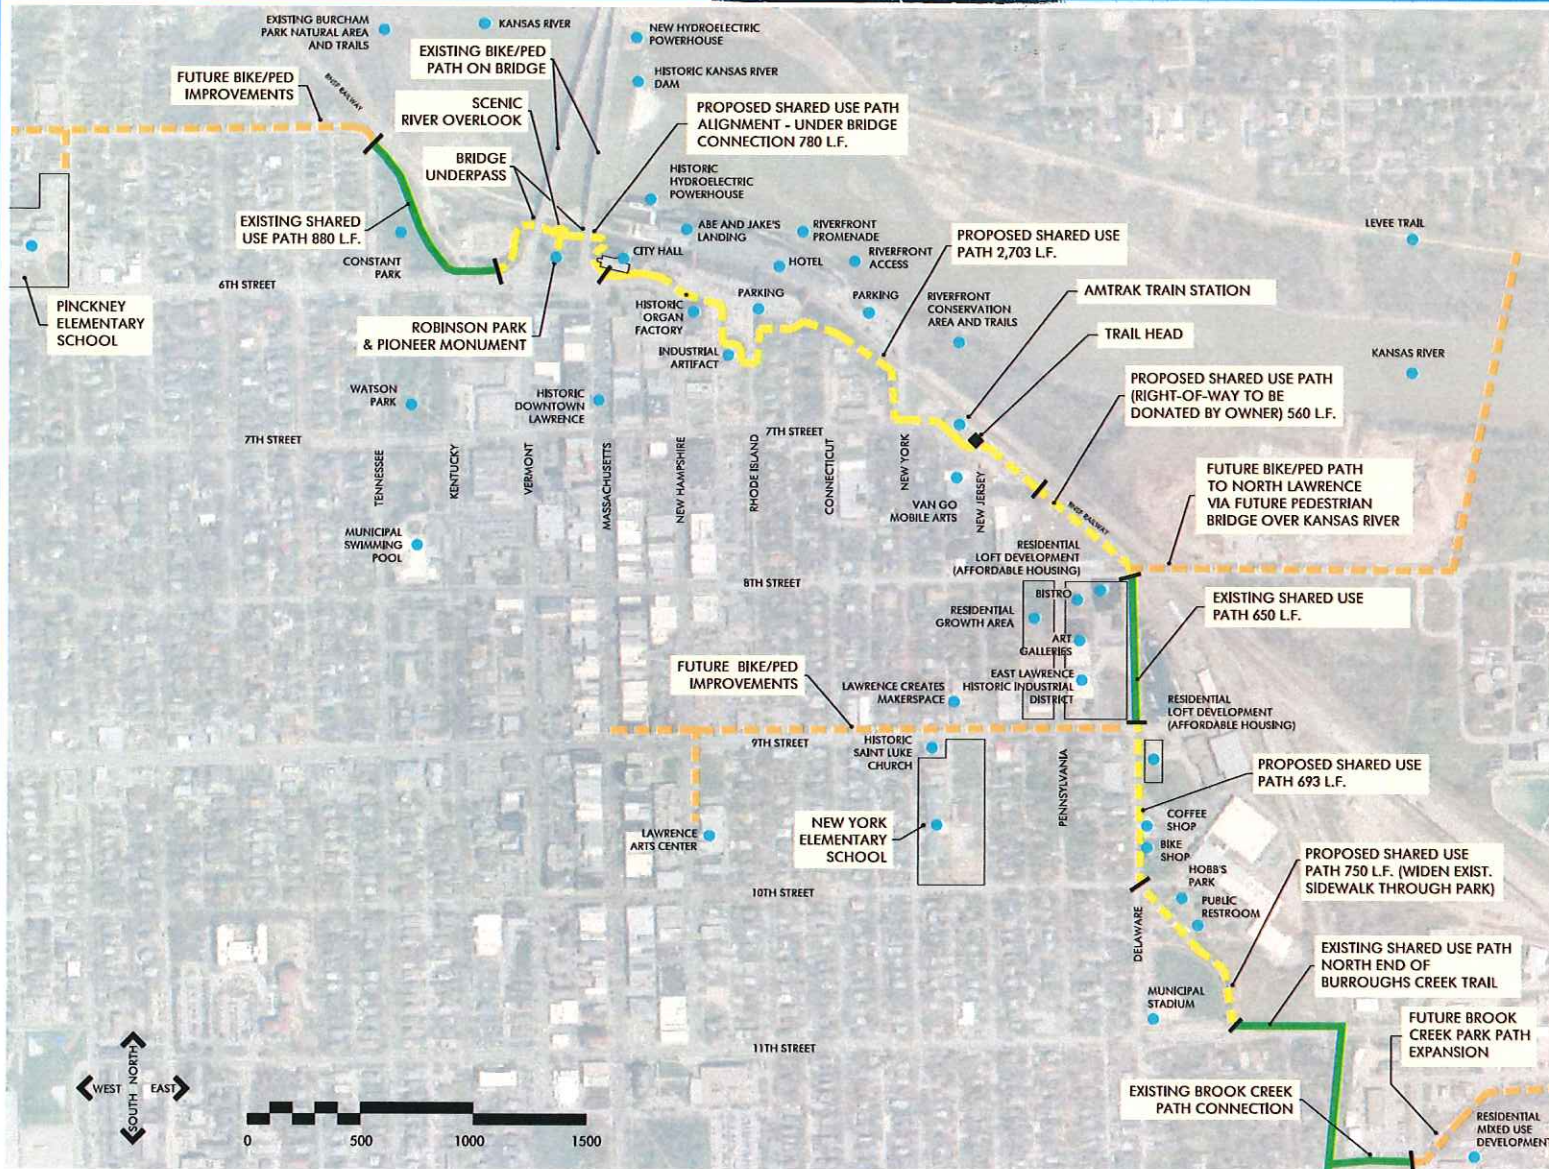 EXISTING BURCHAM
PARK NATURAL AREA
AND TRAILS
KANSAS RIVER
NEW HYDROELECTRIC
POWERHOUSE
EXISTING BIKE/PED
PATH ON BRIDGE
HISTORIC KANSAS RIVER
DAM
FUTURE BIKE/PED
IMPROVEMENTS
BNSF RAILWAY
SCENIC
RIVER OVERLOOK
PROPOSED SHARED USE PATH
ALIGNMENT - UNDER BRIDGE
CONNECTION 780 L.F.
BRIDGE
UNDERPASS
HISTORIC
HYDROELECTRIC
POWERHOUSE
EXISTING SHARED
USE PATH 880 L.F.
CONSTANT
PARK
ABE AND JAKE'S
LANDING
RIVERFRONT
PROMENADE
LEVEE TRAIL
CITY HALL
HOTEL
RIVERFRONT
ACCESS
PROPOSED SHARED USE
PATH 2,703 L.F.
6TH STREET
PINCKNEY
ELEMENTARY
SCHOOL
ROBINSON PARK
& PIONEER MONUMENT
HISTORIC
ORGAN
FACTORY
PARKING
PARKING
RIVERFRONT
CONSERVATION
AREA AND TRAILS
AMTRAK TRAIN STATION
TRAIL HEAD
INDUSTRIAL
ARTIFACT
KANSAS RIVER
WATSON
PARK
HISTORIC
DOWNTOWN
LAWRENCE
PROPOSED SHARED USE PATH
(RIGHT-OF-WAY TO BE
DONATED BY OWNER) 560 L.F.
7TH STREET
7TH STREET
TENNESSEE
KENTUCKY
VERMONT
MASSACHUSETTS
NEW HAMPSHIRE
RHODE ISLAND
CONNECTICUT
NEW YORK
NEW JERSEY
VAN GO
MOBILE ARTS
BNSF RAILWAY
FUTURE BIKE/PED PATH
TO NORTH LAWRENCE
VIA FUTURE PEDESTRIAN
BRIDGE OVER KANSAS RIVER
MUNICIPAL
SWIMMING
POOL
RESIDENTIAL
LOFT DEVELOPMENT
(AFFORDABLE HOUSING)
8TH STREET
BISTRO
RESIDENTIAL
GROWTH AREA
ART
GALLERIES
EXISTING SHARED USE
PATH 650 L.F.
EAST LAWRENCE
HISTORIC INDUSTRIAL
DISTRICT
FUTURE BIKE/PED
IMPROVEMENTS
LAWRENCE CREATES
MAKERSPACE
RESIDENTIAL
LOFT DEVELOPMENT
(AFFORDABLE HOUSING)
9TH STREET
HISTORIC
SAINT LUKE
CHURCH
PENNSYLVANIA
PROPOSED SHARED USE
PATH 693 L.F.
LAWRENCE
ARTS CENTER
NEW YORK
ELEMENTARY
SCHOOL
COFFEE
SHOP
BIKE
SHOP
HOBB'S
PARK
PROPOSED SHARED USE
PATH 750 L.F. (WIDEN EXIST.
SIDEWALK THROUGH PARK)
10TH STREET
PUBLIC
RESTROOM
DELAWARE
EXISTING SHARED USE PATH
NORTH END OF
BURROUGHS CREEK TRAIL
MUNICIPAL
STADIUM
11TH STREET
FUTURE BROOK
CREEK PARK PATH
EXPANSION
EXISTING BROOK CREEK
PATH CONNECTION
RESIDENTIAL
MIXED USE
DEVELOPMENT
NORTH
WEST EAST
SOUTH
0 500 1000 1500